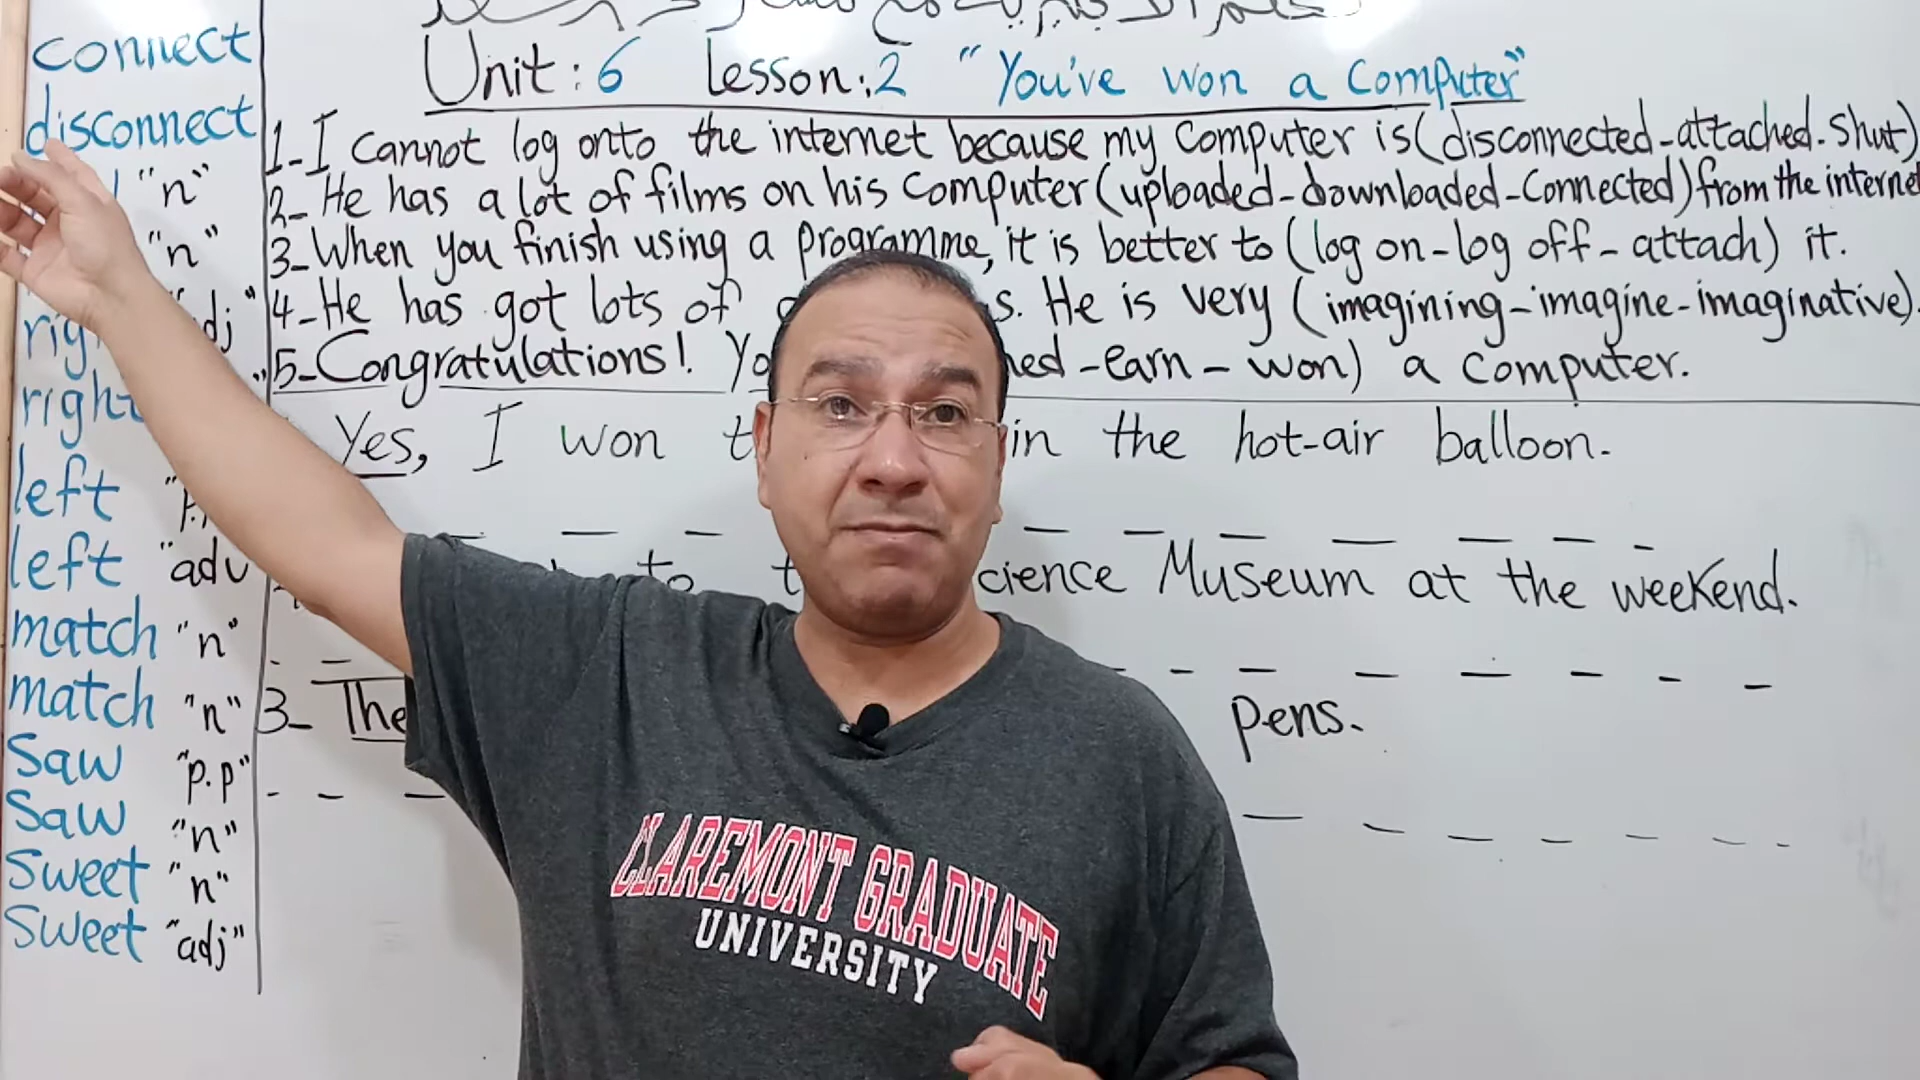 connect
disconnect
"n"
"n"
righ
adj"
right
left "p.
left "adv
match "n"
match "n"
Saw "p.p"
Saw "n"
Sweet "n"
Sweet "adj"
Unit: 6 Lesson: 2 "You've won a Computer"
1- I cannot log onto the internet because my computer is (disconnected - attached - shut)
2- He has a lot of films on his computer (uploaded - downloaded - connected) from the internet
3- When you finish using a programme, it is better to (log on - log off - attach) it.
4- He has got lots of s. He is very (imagining - imagine - imaginative).
5- Congratulations! Yo hed - earn - won) a computer.
Yes, I won t in the hot-air balloon.
to t cience Museum at the weekend.
3- The pens.
CLAREMONT GRADUATE
UNIVERSITY